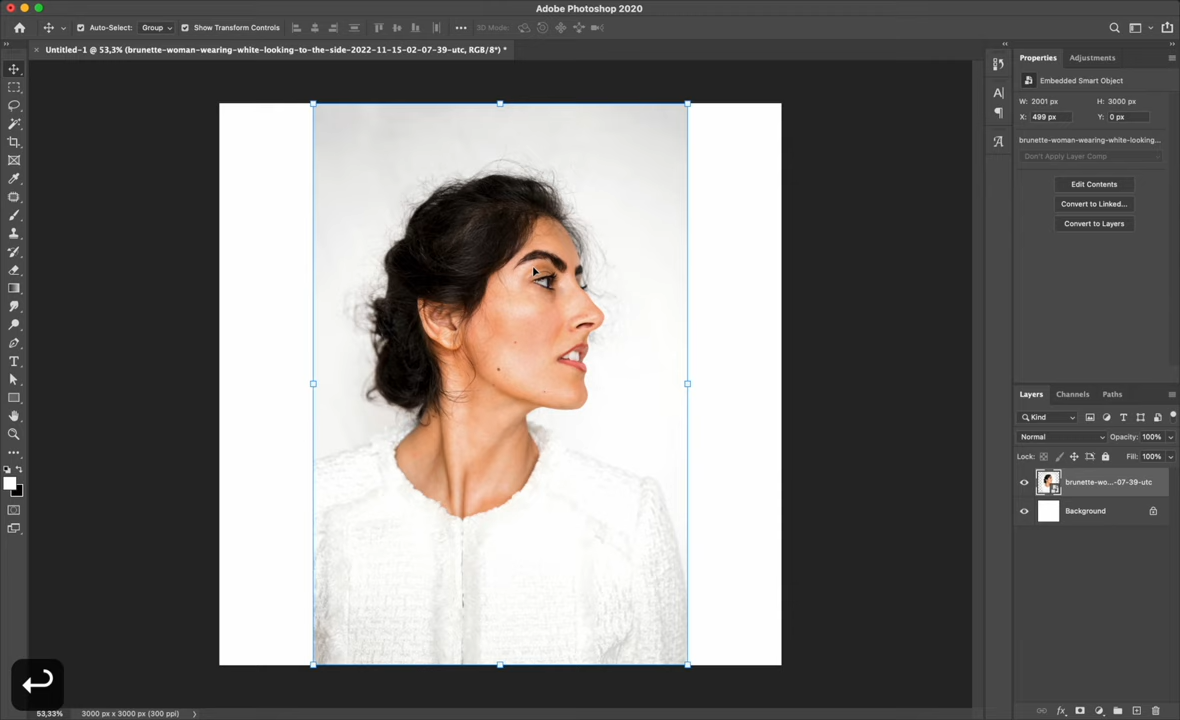 Adobe Photoshop 2020
Auto-Select: Group Show Transform Controls 3D Mode:
Untitled-1 @ 53,3% (brunette-woman-wearing-white-looking-to-the-side-2022-11-15-02-07-39-utc, RGB/8*) *
Properties Adjustments
Embedded Smart Object
W: 2001 px H: 3000 px
X: 499 px Y: 0 px
brunette-woman-wearing-white-looking...
Don't Apply Layer Comp
Edit Contents
Convert to Linked...
Convert to Layers
Layers Channels Paths
Kind
Normal Opacity: 100%
Lock: Fill: 100%
brunette-wo...-07-39-utc
Background
53,33% 3000 px x 3000 px (300 ppi)